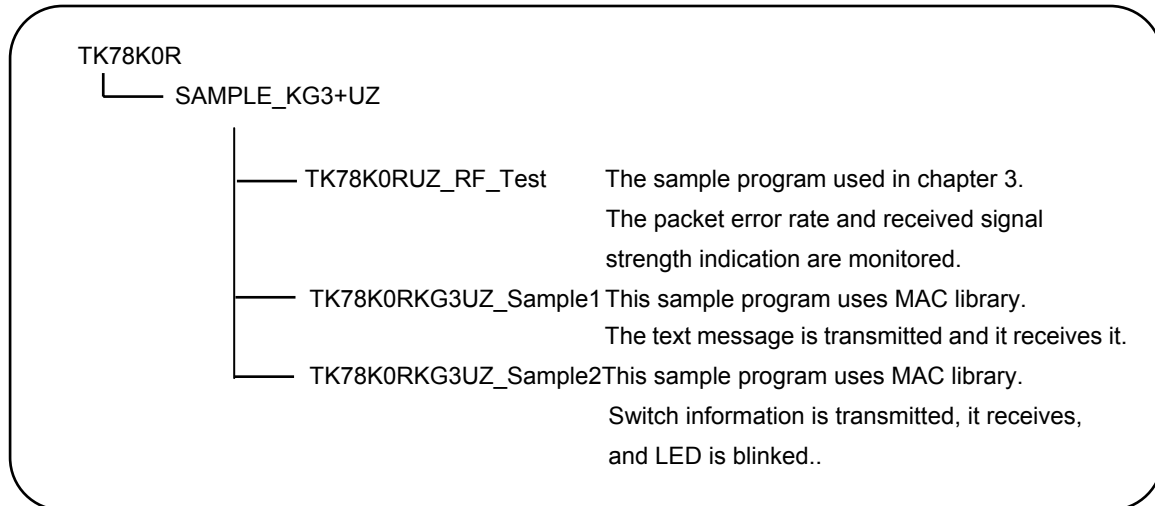 TK78K0R
SAMPLE_KG3+UZ
TK78K0RUZ_RF_Test The sample program used in chapter 3.
The packet error rate and received signal
strength indication are monitored.
TK78K0RKG3UZ_Sample1 This sample program uses MAC library.
The text message is transmitted and it receives it.
TK78K0RKG3UZ_Sample2This sample program uses MAC library.
Switch information is transmitted, it receives,
and LED is blinked..